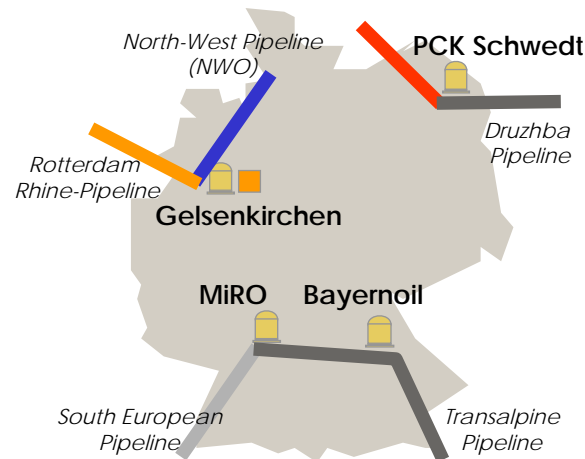 North-West Pipeline
(NWO)
PCK Schwedt
Druzhba
Pipeline
Rotterdam
Rhine-Pipeline
Gelsenkirchen
MiRO
Bayernoil
South European
Pipeline
Transalpine
Pipeline